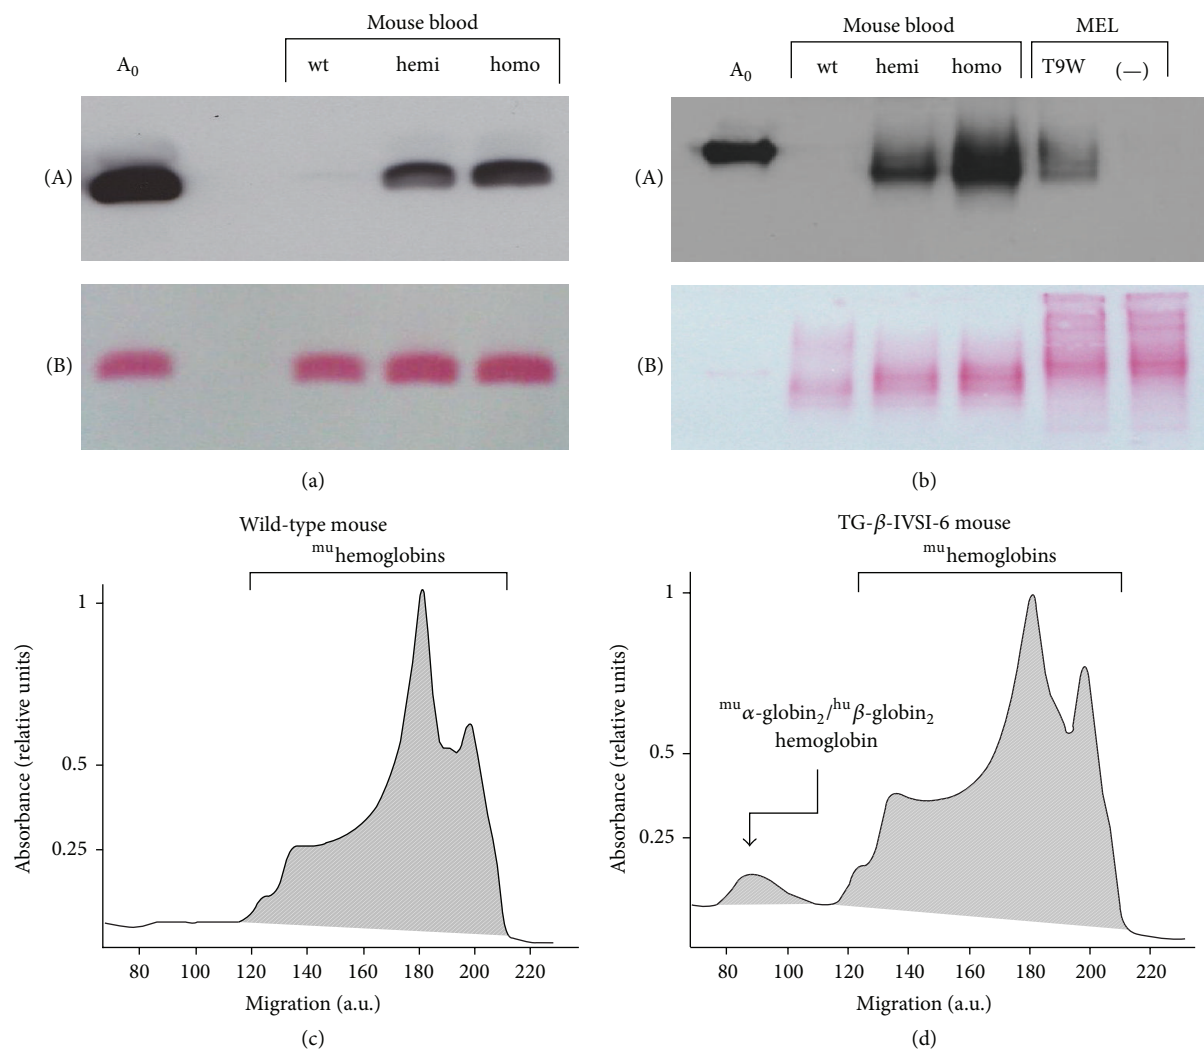 Mouse blood
A₀ wt hemi homo
(A)
(B)
(a)
Mouse blood MEL
A₀ wt hemi homo T9W (—)
(A)
(B)
(b)
Wild-type mouse
ᵐᵘhemoglobins
1
0.5
0.25
Absorbance (relative units)
80 100 120 140 160 180 200 220
Migration (a.u.)
(c)
TG-β-IVSI-6 mouse
ᵐᵘhemoglobins
ᵐᵘα-globin₂/ʰᵘβ-globin₂
hemoglobin
1
0.5
0.25
Absorbance (relative units)
80 100 120 140 160 180 200 220
Migration (a.u.)
(d)